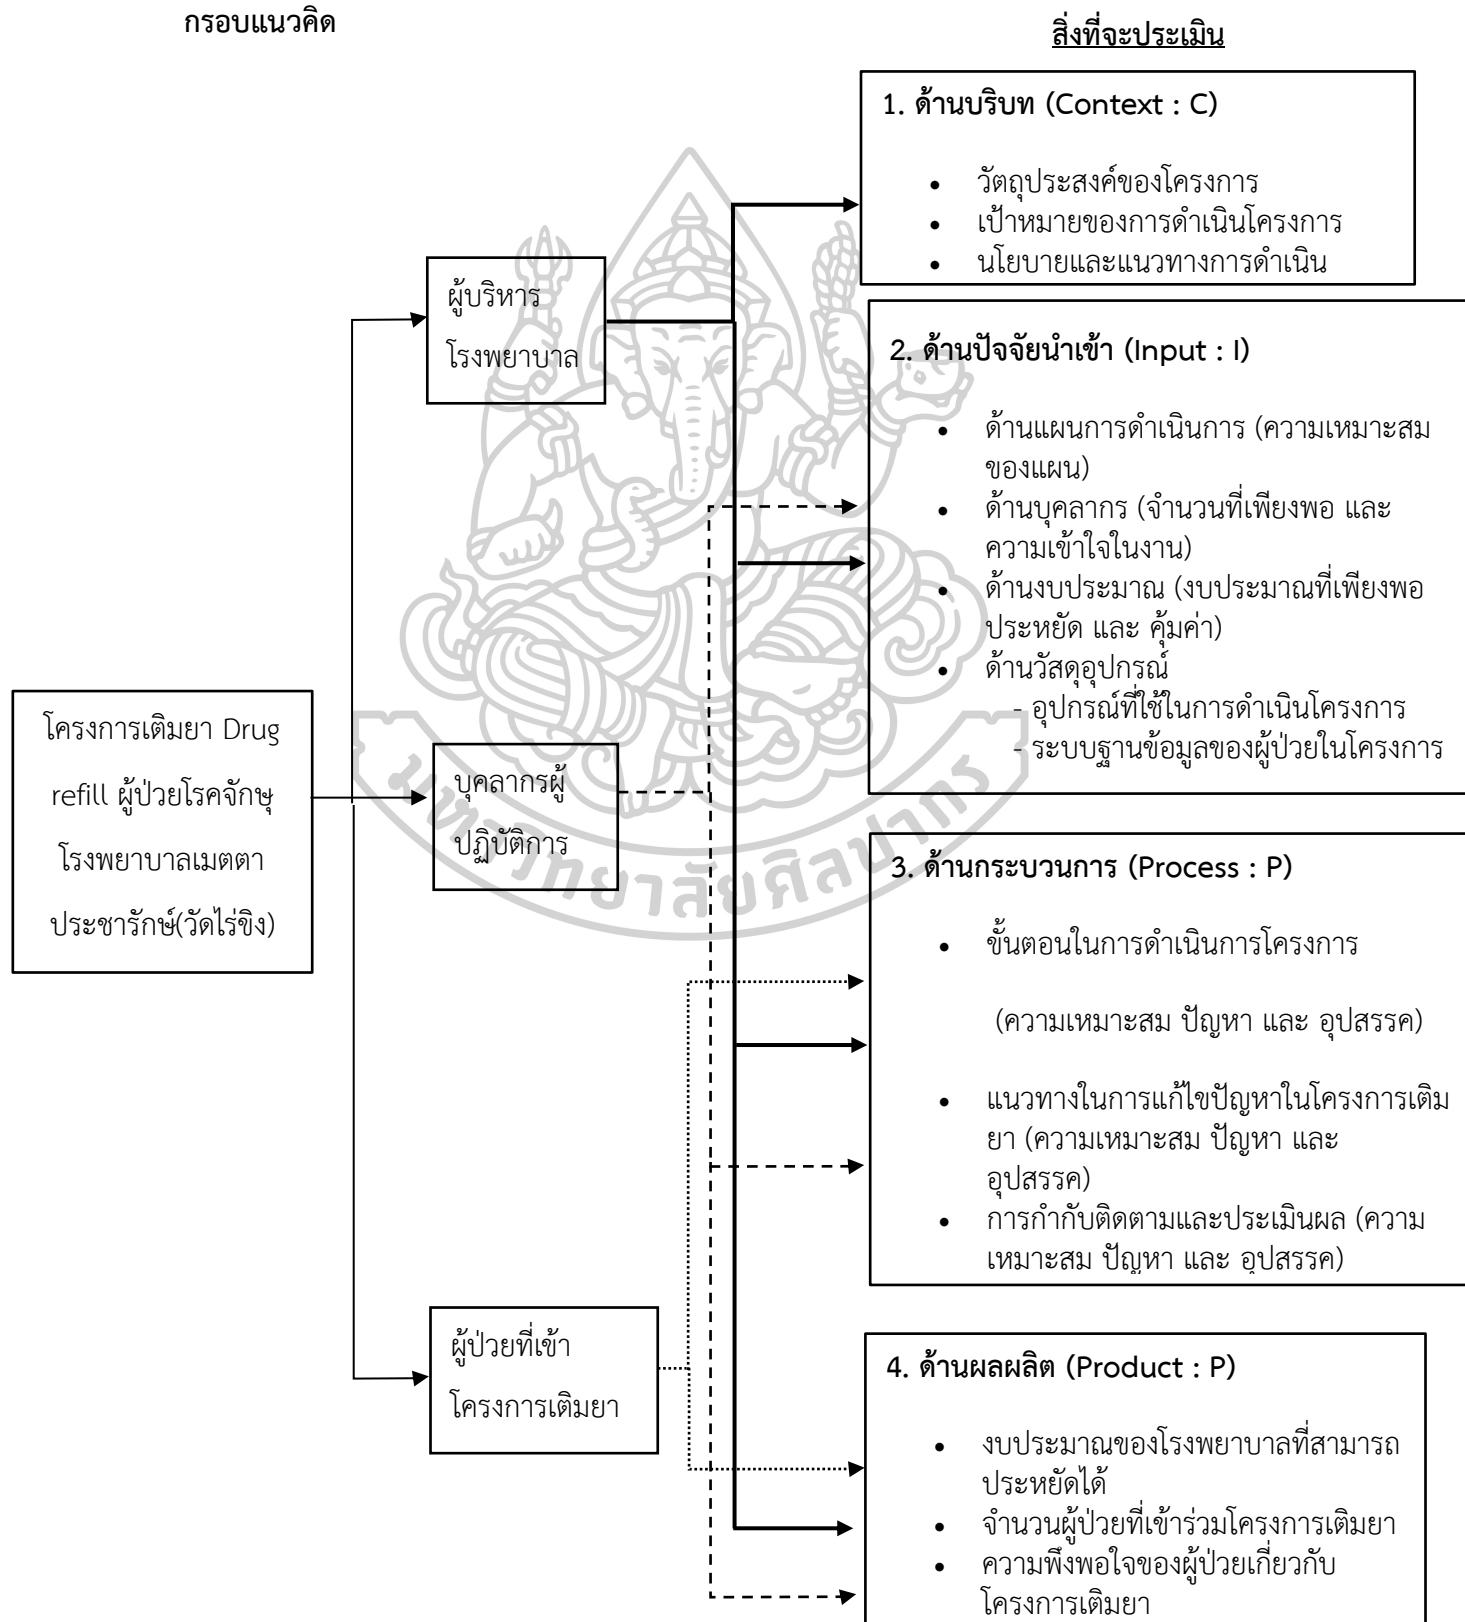 กรอบแนวคิด
สิ่งที่จะประเมิน
โครงการเติมยา Drug
refill ผู้ป่วยโรคจักษุ
โรงพยาบาลเมตตา
ประชารักษ์(วัดไร่ขิง)
ผู้บริหาร
โรงพยาบาล
บุคลากรผู้
ปฏิบัติการ
ผู้ป่วยที่เข้า
โครงการเติมยา
1. ด้านบริบท (Context : C)
• วัตถุประสงค์ของโครงการ
• เป้าหมายของการดำเนินโครงการ
• นโยบายและแนวทางการดำเนิน
2. ด้านปัจจัยนำเข้า (Input : I)
• ด้านแผนการดำเนินการ (ความเหมาะสม
ของแผน)
• ด้านบุคลากร (จำนวนที่เพียงพอ และ
ความเข้าใจในงาน)
• ด้านงบประมาณ (งบประมาณที่เพียงพอ
ประหยัด และ คุ้มค่า)
• ด้านวัสดุอุปกรณ์
- อุปกรณ์ที่ใช้ในการดำเนินโครงการ
- ระบบฐานข้อมูลของผู้ป่วยในโครงการ
3. ด้านกระบวนการ (Process : P)
• ขั้นตอนในการดำเนินการโครงการ
(ความเหมาะสม ปัญหา และ อุปสรรค)
• แนวทางในการแก้ไขปัญหาในโครงการเติม
ยา (ความเหมาะสม ปัญหา และ
อุปสรรค)
• การกำกับติดตามและประเมินผล (ความ
เหมาะสม ปัญหา และ อุปสรรค)
4. ด้านผลผลิต (Product : P)
• งบประมาณของโรงพยาบาลที่สามารถ
ประหยัดได้
• จำนวนผู้ป่วยที่เข้าร่วมโครงการเติมยา
• ความพึงพอใจของผู้ป่วยเกี่ยวกับ
โครงการเติมยา
มหาวิทยาลัยศิลปากร